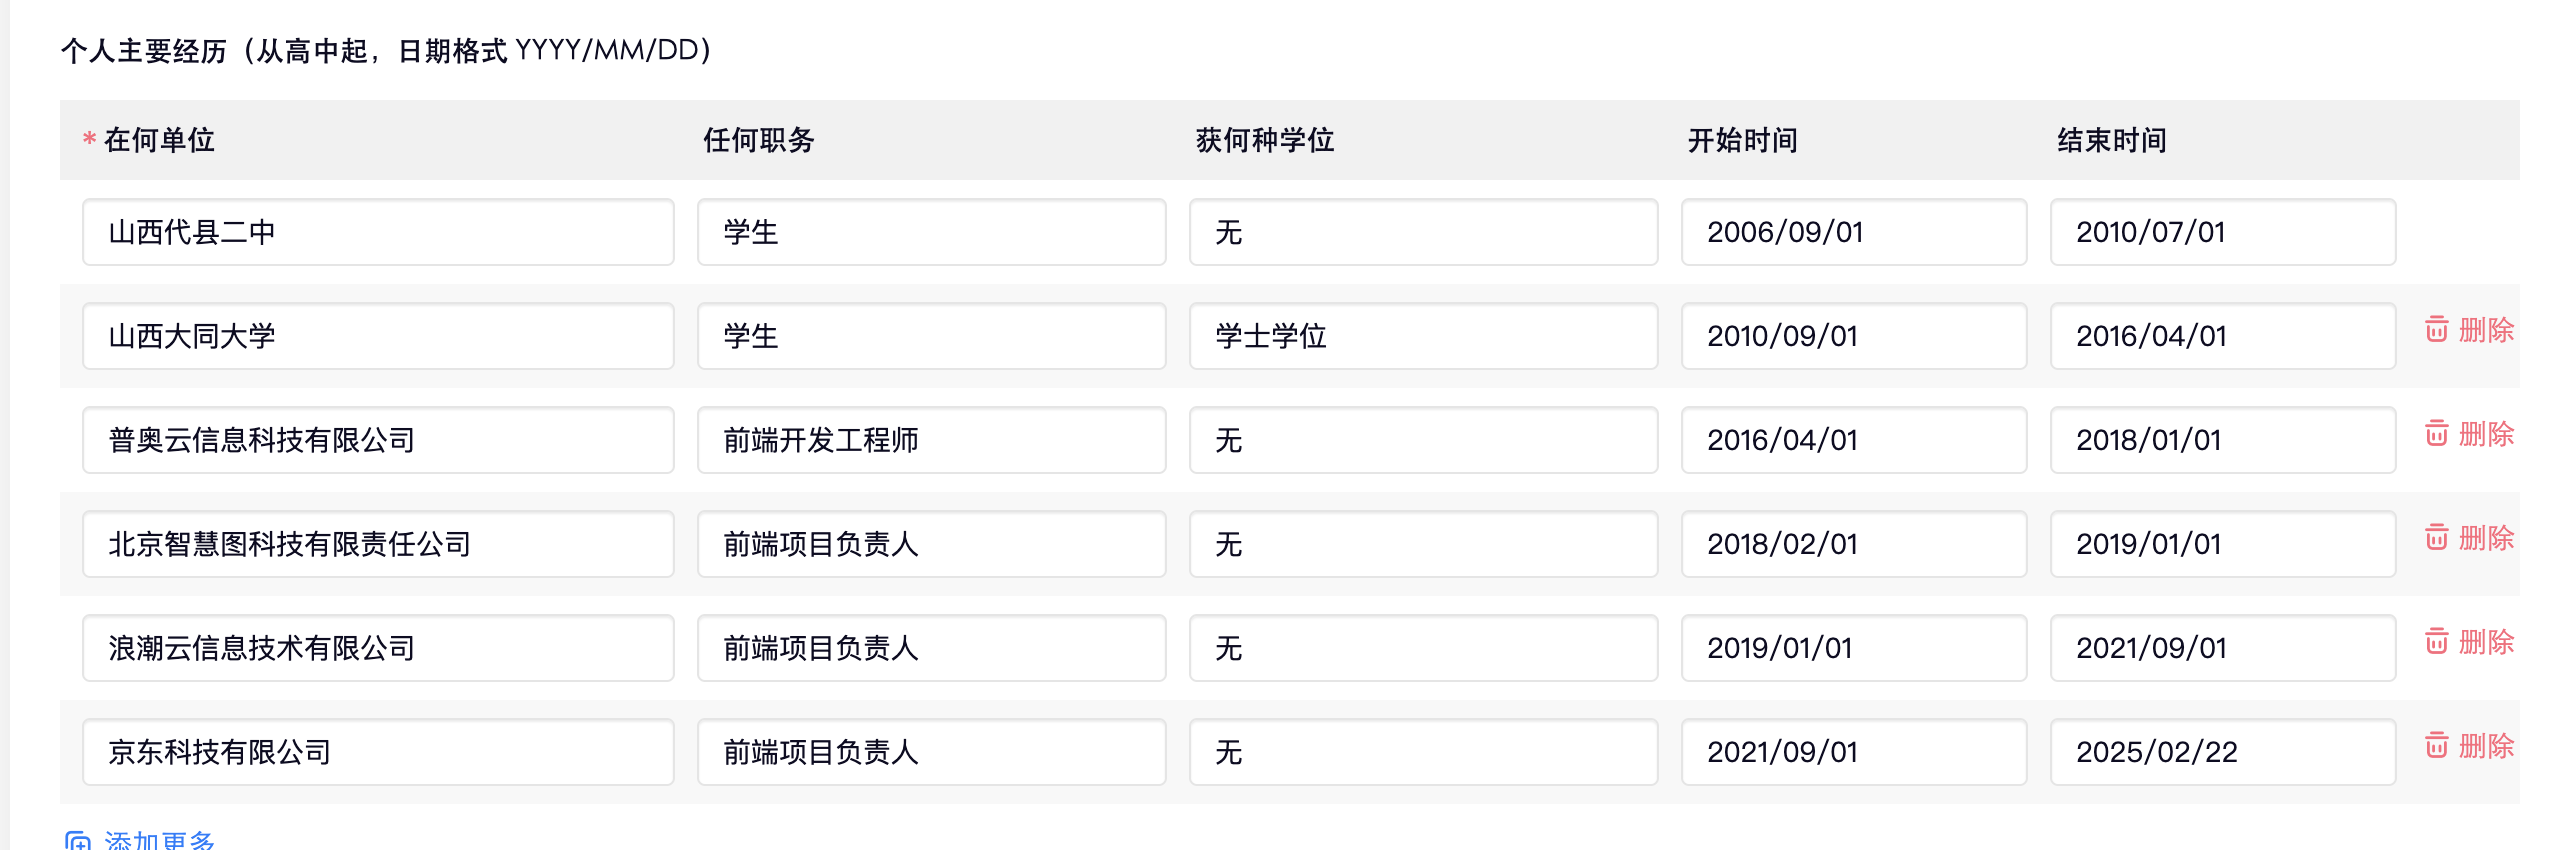 个人主要经历（从高中起，日期格式 YYYY/MM/DD）
* 在何单位 任何职务 获何种学位 开始时间 结束时间
山西代县二中 学生 无 2006/09/01 2010/07/01
山西大同大学 学生 学士学位 2010/09/01 2016/04/01 删除
普奥云信息科技有限公司 前端开发工程师 无 2016/04/01 2018/01/01 删除
北京智慧图科技有限责任公司 前端项目负责人 无 2018/02/01 2019/01/01 删除
浪潮云信息技术有限公司 前端项目负责人 无 2019/01/01 2021/09/01 删除
京东科技有限公司 前端项目负责人 无 2021/09/01 2025/02/22 删除
添加更多